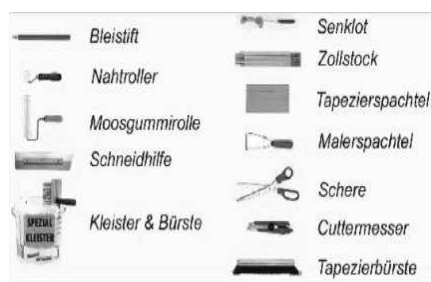 Bleistift
Nahtroller
Moosgummirolle
Schneidhilfe
SPEZIAL
KLEISTER
Kleister & Bürste
Senklot
Zollstock
Tapezierspachtel
Malerspachtel
Schere
Cuttermesser
Tapezierbürste